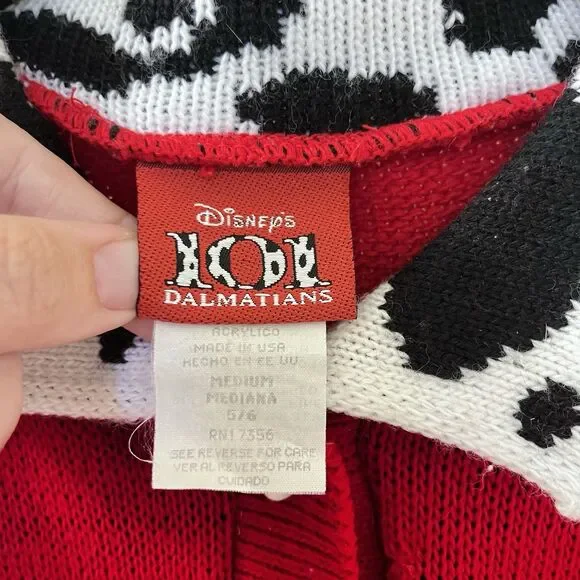 Disney's
101
DALMATIANS
ACRYLICO
MADE IN USA
HECHO EN EE UU
MEDIUM
MEDIANA
5/6
RN17356
SEE REVERSE FOR CARE
VER AL REVERSO PARA
CUIDADO